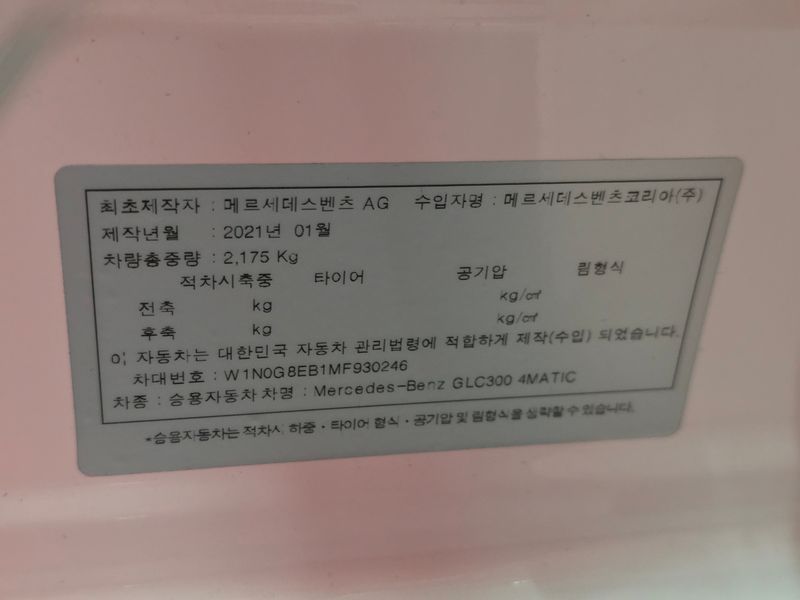 최초제작자 : 메르세데스벤츠 AG 수입자명 : 메르세데스벤츠코리아(주)
제작년월 : 2021년 01월
차량총중량 : 2,175 Kg
적차시축중 타이어 공기압 림형식
전축 kg kg/㎠
후축 kg kg/㎠
이 자동차는 대한민국 자동차 관리법령에 적합하게 제작(수입) 되었습니다.
차대번호 : W1N0G8EB1MF930246
차종 : 승용자동차 차명 : Mercedes-Benz GLC300 4MATIC
*승용자동차는 적차시 하중·타이어 형식·공기압 및 림형식을 생략할 수 있습니다.